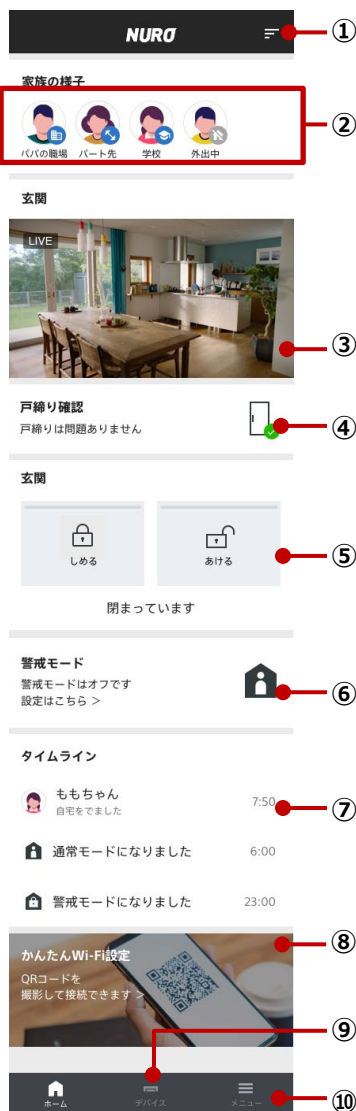 NURO
①
家族の様子
②
パパの職場 パート先 学校 外出中
玄関
LIVE
③
戸締り確認
戸締りは問題ありません
④
玄関
しめる あける
⑤
閉まっています
警戒モード
警戒モードはオフです
設定はこちら >
⑥
タイムライン
ももちゃん
自宅をでました
7:50
⑦
通常モードになりました 6:00
警戒モードになりました 23:00
⑧
かんたんWi-Fi設定
QRコードを
撮影して接続できます >
⑨
ホーム デバイス メニュー
⑩